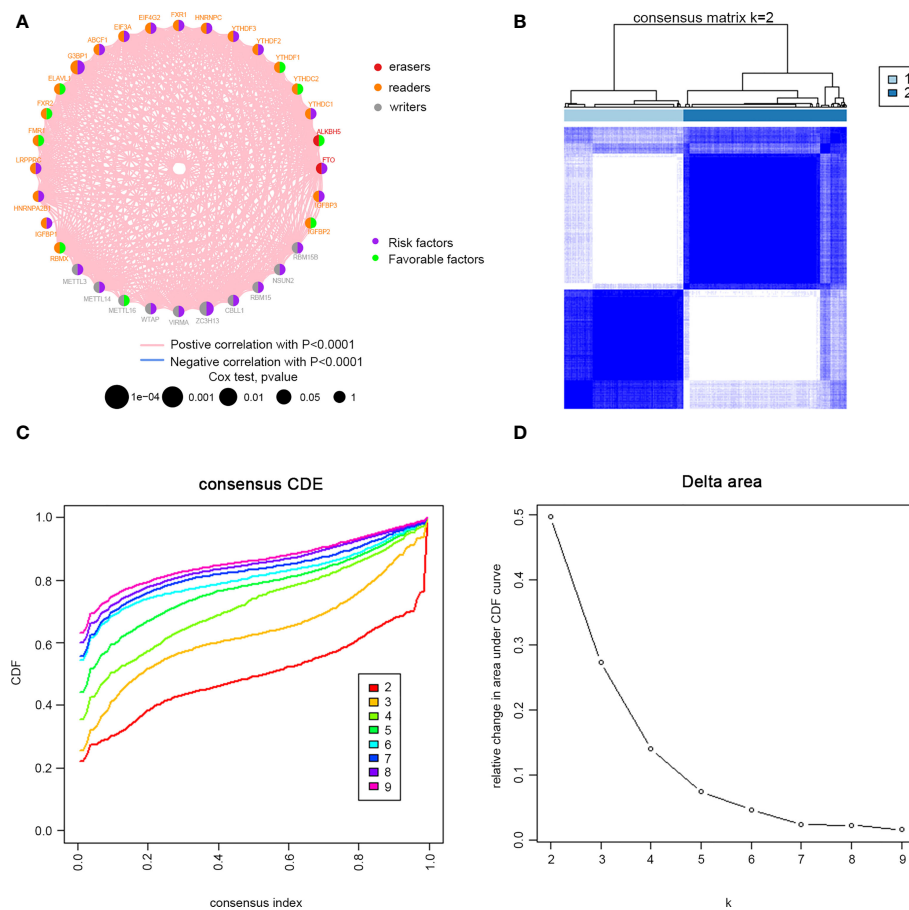 A
FXR1
EIF4G2
HNRNPC
EIF3A
YTHDF3
ABCF1
YTHDF2
G3BP1
YTHDF1
ELAVL1
YTHDC2
FXR2
YTHDC1
FMR1
ALKBH5
LRPPRC
FTO
HNRNPA2B1
IGFBP3
IGFBP1
IGFBP2
RBMX
RBM15B
METTL3
NSUN2
METTL14
RBM15
METTL16
CBLL1
WTAP
VIRMA
ZC3H13
erasers
readers
writers
Risk factors
Favorable factors
Postive correlation with P<0.0001
Negative correlation with P<0.0001
Cox test, pvalue
1e−04 0.001 0.01 0.05 1
B
consensus matrix k=2
1
2
C
consensus CDE
1.0
0.8
0.6
0.4
0.2
0.0
CDF
2
3
4
5
6
7
8
9
0.0 0.2 0.4 0.6 0.8 1.0
consensus index
D
Delta area
0.5
0.4
0.3
0.2
0.1
0.0
relative change in area under CDF curve
2 3 4 5 6 7 8 9
k